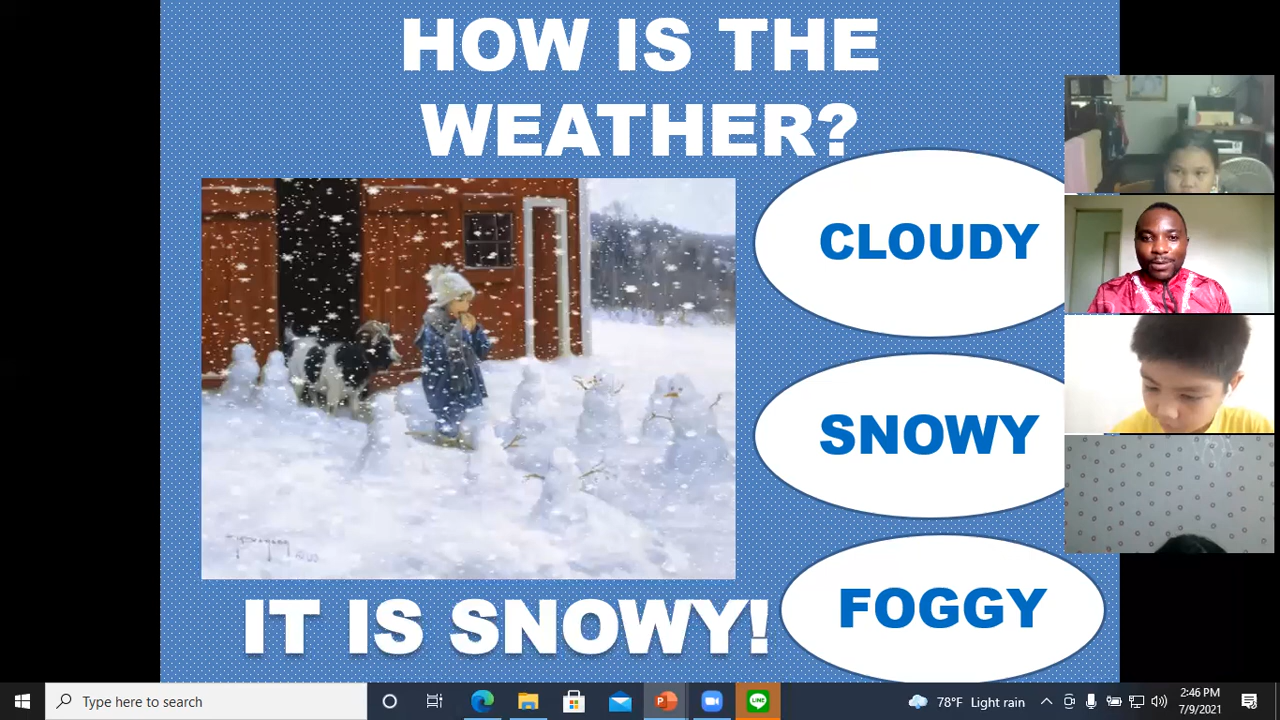 HOW IS THE
WEATHER?
CLOUDY
SNOWY
FOGGY
IT IS SNOWY!
Type here to search
LINE
78°F Light rain
2:46 PM
7/9/2021